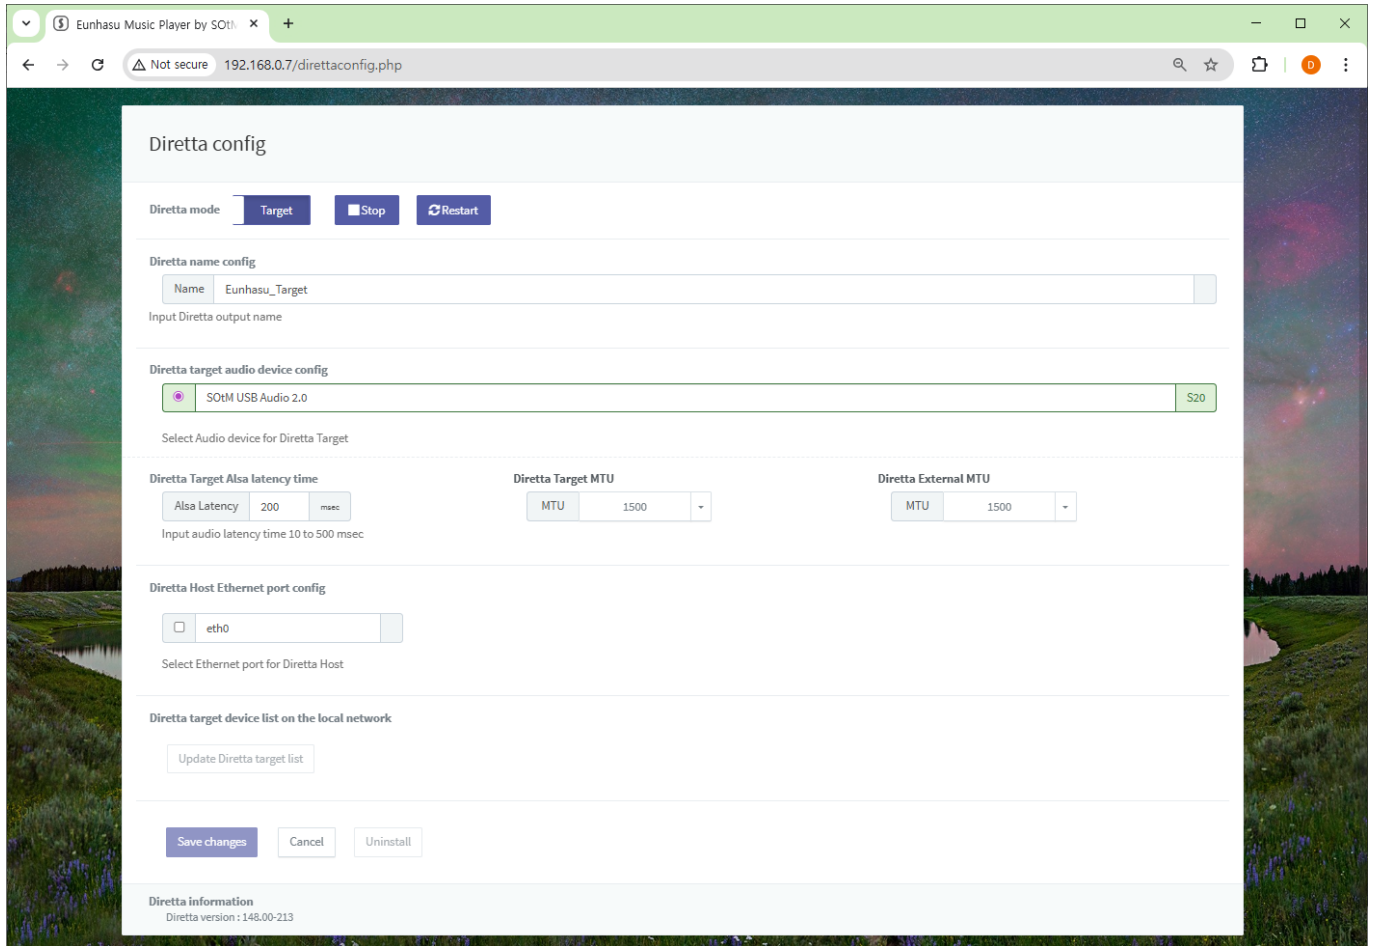 Eunhasu Music Player by SOtM
Not secure 192.168.0.7/direttaconfig.php
D
Diretta config
Diretta mode Target Stop Restart
Diretta name config
Name Eunhasu_Target
Input Diretta output name
Diretta target audio device config
SOtM USB Audio 2.0 S20
Select Audio device for Diretta Target
Diretta Target Alsa latency time Diretta Target MTU Diretta External MTU
Alsa Latency 200 msec MTU 1500 MTU 1500
Input audio latency time 10 to 500 msec
Diretta Host Ethernet port config
eth0
Select Ethernet port for Diretta Host
Diretta target device list on the local network
Update Diretta target list
Save changes Cancel Uninstall
Diretta information
Diretta version : 148.00-213